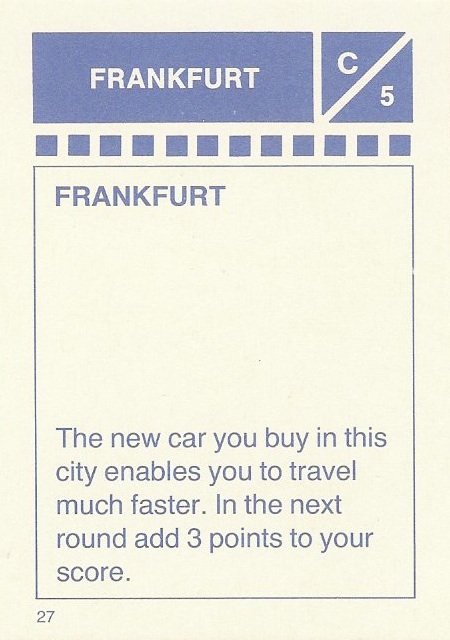 FRANKFURT
C
5
FRANKFURT
The new car you buy in this
city enables you to travel
much faster. In the next
round add 3 points to your
score.
27